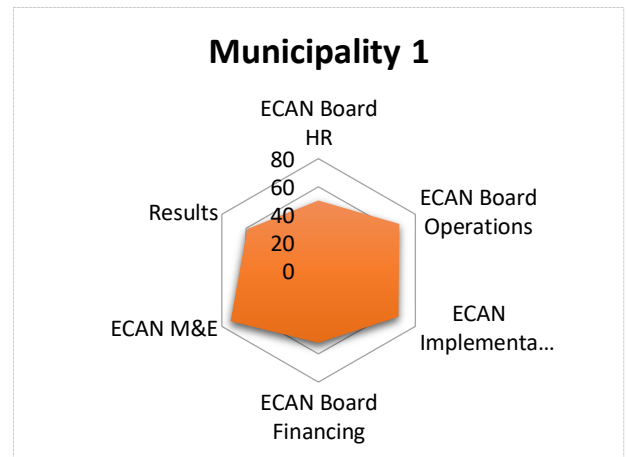 Municipality 1
ECAN Board
HR
80
60
40
20
0
ECAN Board
Operations
ECAN
Implementa...
ECAN Board
Financing
ECAN M&E
Results